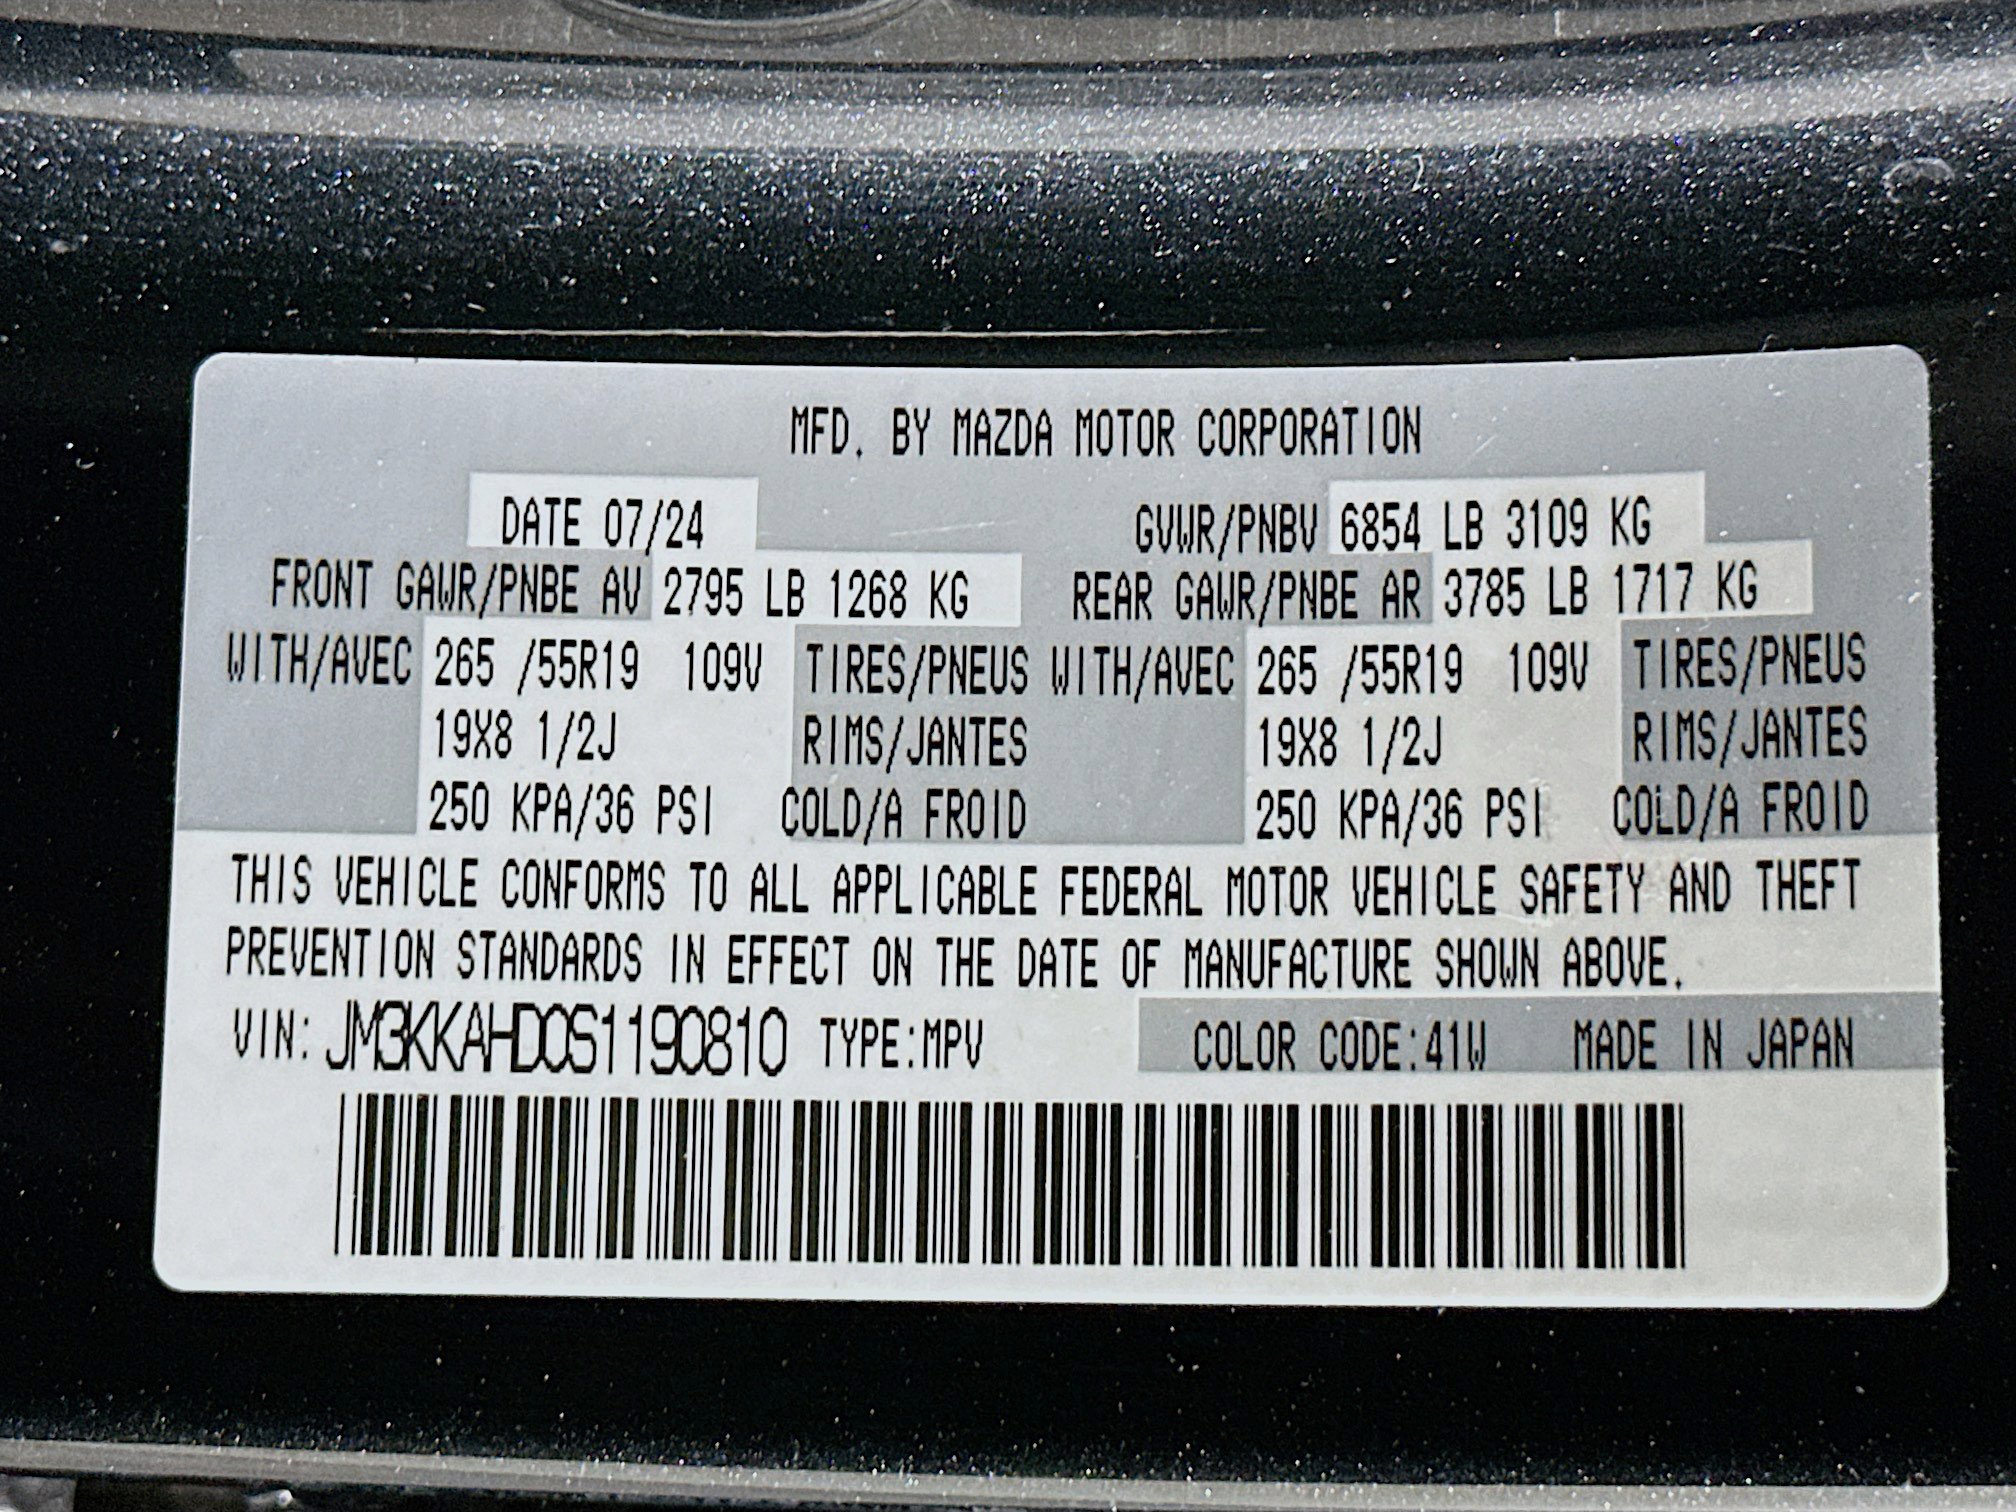 MFD. BY MAZDA MOTOR CORPORATION
DATE 07/24 GVWR/PNBV 6854 LB 3109 KG
FRONT GAWR/PNBE AV 2795 LB 1268 KG REAR GAWR/PNBE AR 3785 LB 1717 KG
WITH/AVEC 265 /55R19 109V TIRES/PNEUS WITH/AVEC 265 /55R19 109V TIRES/PNEUS
19X8 1/2J RIMS/JANTES 19X8 1/2J RIMS/JANTES
250 KPA/36 PSI COLD/A FROID 250 KPA/36 PSI COLD/A FROID
THIS VEHICLE CONFORMS TO ALL APPLICABLE FEDERAL MOTOR VEHICLE SAFETY AND THEFT
PREVENTION STANDARDS IN EFFECT ON THE DATE OF MANUFACTURE SHOWN ABOVE.
VIN: JM3KKAHD0S1190810 TYPE:MPV COLOR CODE:41W MADE IN JAPAN